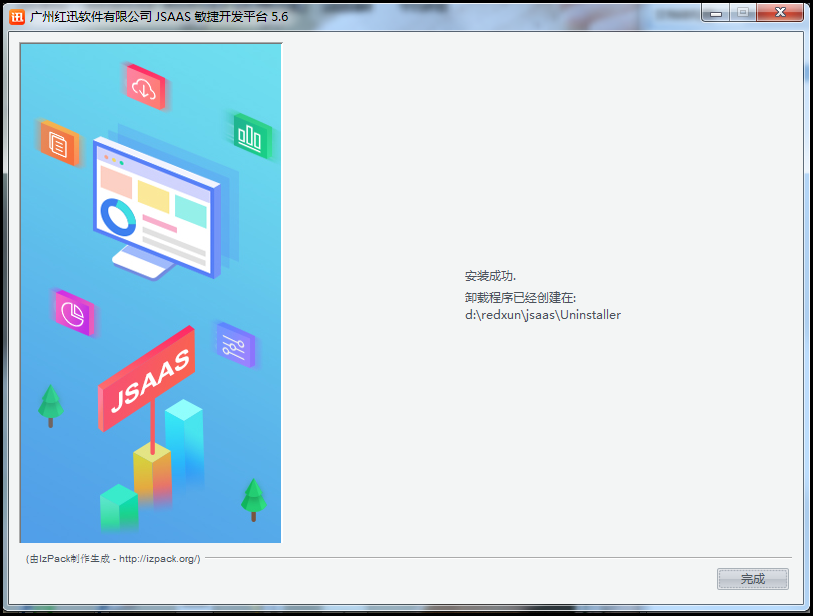 广州红迅软件有限公司 JSAAS 敏捷开发平台 5.6
JSAAS
安装成功.
卸载程序已经创建在:
d:\redxun\jsaas\Uninstaller
(由IzPack制作生成 - http://izpack.org/)
完成